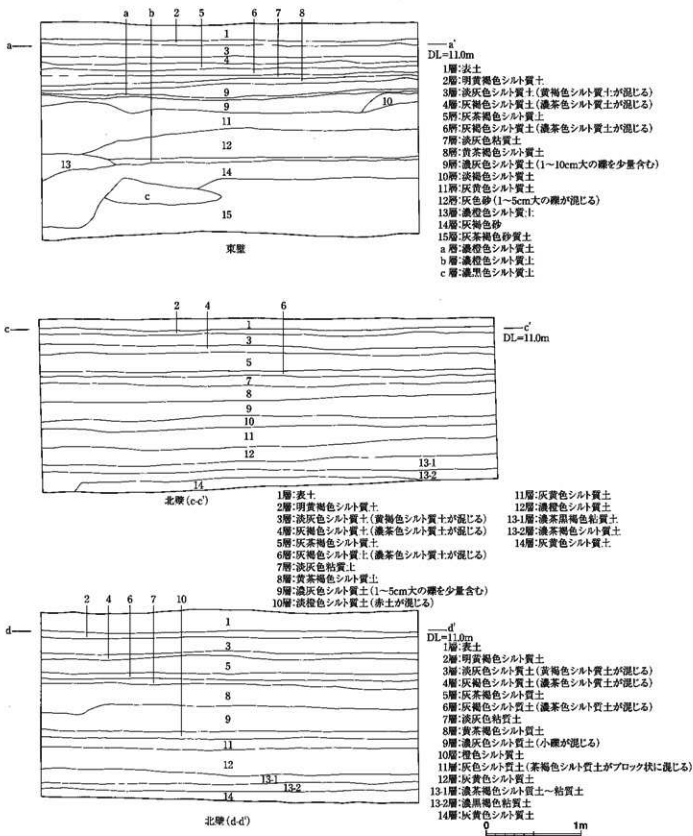 a b 2 5 6 7 8
a a'
DL=11.0m
1
3
4
9
9
10
11
12
13
14
c
15
東壁
1層:表土
2層:明黄褐色シルト質土
3層:淡灰色シルト質土(黄褐色シルト質土が混じる)
4層:灰褐色シルト質土(濃茶色シルト質土が混じる)
5層:灰茶褐色シルト質土
6層:灰褐色シルト質土(濃茶色シルト質土が混じる)
7層:淡灰色粘質土
8層:黄茶褐色シルト質土
9層:濃灰色シルト質土(1〜10cm大の礫を少量含む)
10層:淡褐色シルト質土
11層:灰黄色シルト質土
12層:灰色砂(1〜5cm大の礫が混じる)
13層:濃橙色シルト質土
14層:灰褐色砂
15層:灰茶褐色砂質土
a層:濃橙色シルト質土
b層:濃橙色シルト質土
c層:濃黒色シルト質土
2 4 6
c c'
DL=11.0m
1
3
5
7
8
9
10
11
12
13-1
13-2
14
北壁(c-c')
1層:表土
2層:明黄褐色シルト質土
3層:淡灰色シルト質土(黄褐色シルト質土が混じる)
4層:灰褐色シルト質土(濃茶色シルト質土が混じる)
5層:灰茶褐色シルト質土
6層:灰褐色シルト質土(濃茶色シルト質土が混じる)
7層:淡灰色粘質土
8層:黄茶褐色シルト質土
9層:濃灰色シルト質土(1〜5cm大の礫を少量含む)
10層:淡橙色シルト質土(赤土が混じる)
11層:灰黄色シルト質土
12層:濃橙色シルト質土
13-1層:濃茶黒褐色粘質土
13-2層:濃茶褐色シルト質土
14層:灰黄色シルト質土
2 4 6 7 10
d d'
DL=11.0m
1
3
5
8
9
11
12
13-1
13-2
14
北壁(d-d')
1層:表土
2層:明黄褐色シルト質土
3層:淡灰色シルト質土(黄褐色シルト質土が混じる)
4層:灰褐色シルト質土(濃茶色シルト質土が混じる)
5層:灰茶褐色シルト質土
6層:灰褐色シルト質土(濃茶色シルト質土が混じる)
7層:淡灰色粘質土
8層:黄茶褐色シルト質土
9層:濃灰色シルト質土(小礫が混じる)
10層:橙色シルト質土
11層:灰色シルト質土(茶褐色シルト質土がブロック状に混じる)
12層:灰黄色シルト質土
13-1層:濃茶褐色シルト質土〜粘質土
13-2層:濃黒褐色粘質土
14層:灰黄色シルト質土
0 1m